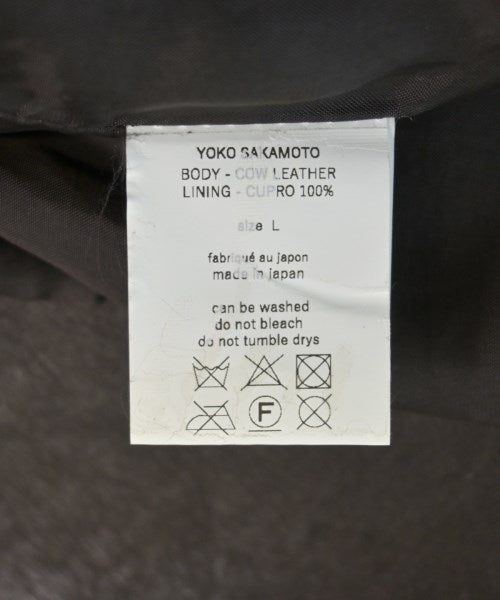 YOKO SAKAMOTO
BODY - COW LEATHER
LINING - CUPRO 100%
size L
fabriqué au japon
made in japan
can be washed
do not bleach
do not tumble drys
F